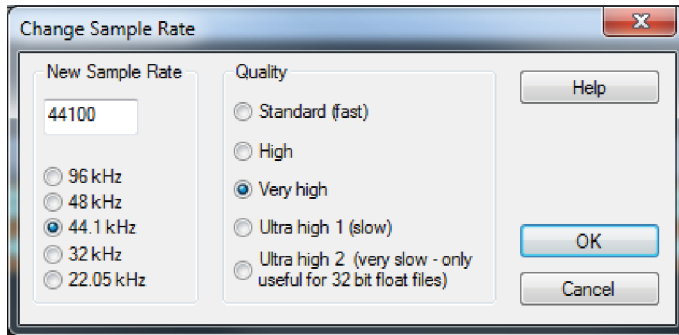 Change Sample Rate
New Sample Rate
44100
96 kHz
48 kHz
44.1 kHz
32 kHz
22.05 kHz
Quality
Standard (fast)
High
Very high
Ultra high 1 (slow)
Ultra high 2 (very slow - only
useful for 32 bit float files)
Help
OK
Cancel